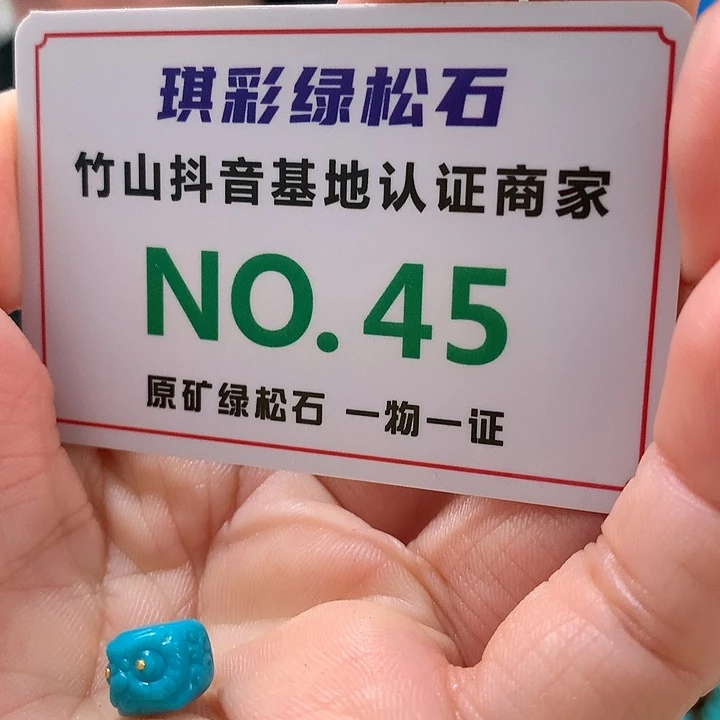 琪彩绿松石
竹山抖音基地认证商家
NO.45
原矿绿松石 一物一证